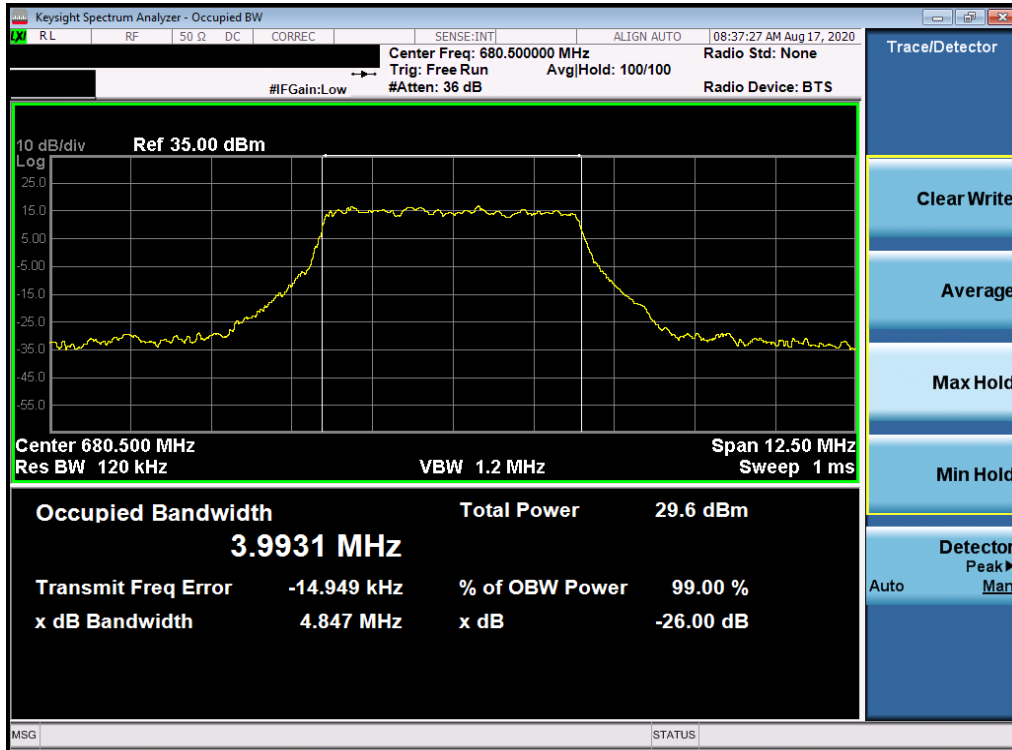 Keysight Spectrum Analyzer - Occupied BW
LXI RL RF 50 Ω DC CORREC SENSE:INT ALIGN AUTO 08:37:27 AM Aug 17, 2020
Center Freq: 680.500000 MHz Radio Std: None
Trig: Free Run Avg|Hold: 100/100
#IFGain:Low #Atten: 36 dB Radio Device: BTS
Trace/Detector
10 dB/div Ref 35.00 dBm
Log
25.0
15.0
5.00
-5.00
-15.0
-25.0
-35.0
-45.0
-55.0
Center 680.500 MHz Span 12.50 MHz
Res BW 120 kHz VBW 1.2 MHz Sweep 1 ms
Occupied Bandwidth Total Power 29.6 dBm
3.9931 MHz
Transmit Freq Error -14.949 kHz % of OBW Power 99.00 %
x dB Bandwidth 4.847 MHz x dB -26.00 dB
Clear Write
Average
Max Hold
Min Hold
Detector
Peak
Auto Man
MSG STATUS